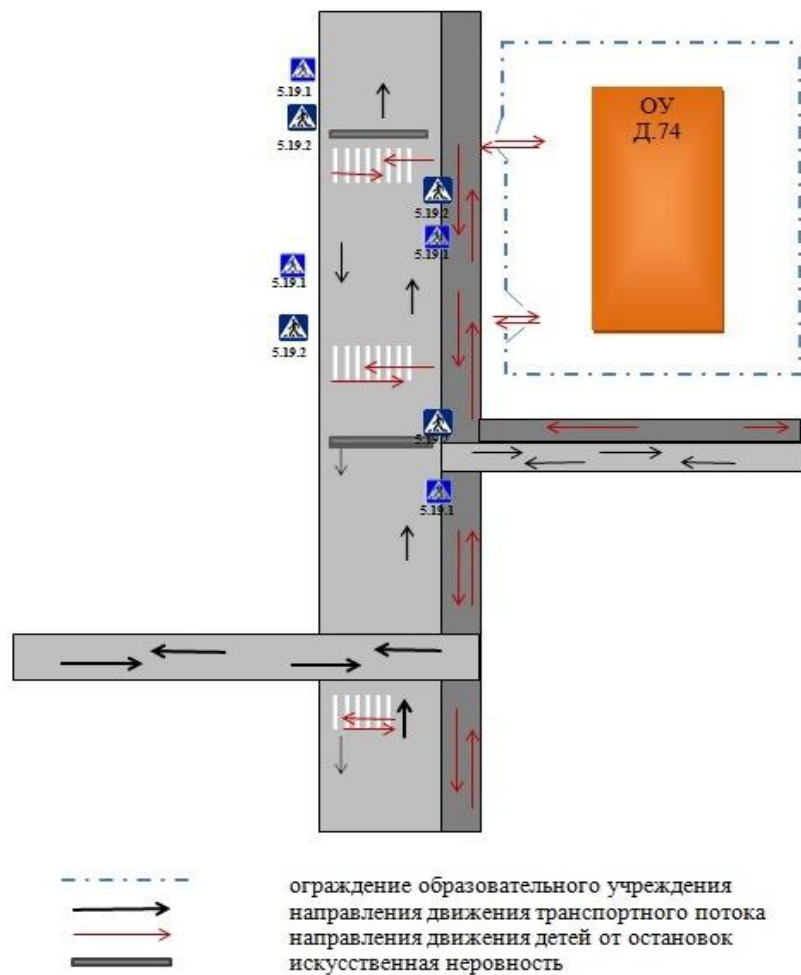 ОУ
Д.74
5.19.1
5.19.2
5.19.2
5.19.1
5.19.1
5.19.2
5.19.1
ограждение образовательного учреждения
направления движения транспортного потока
направления движения детей от остановок
искусственная неровность